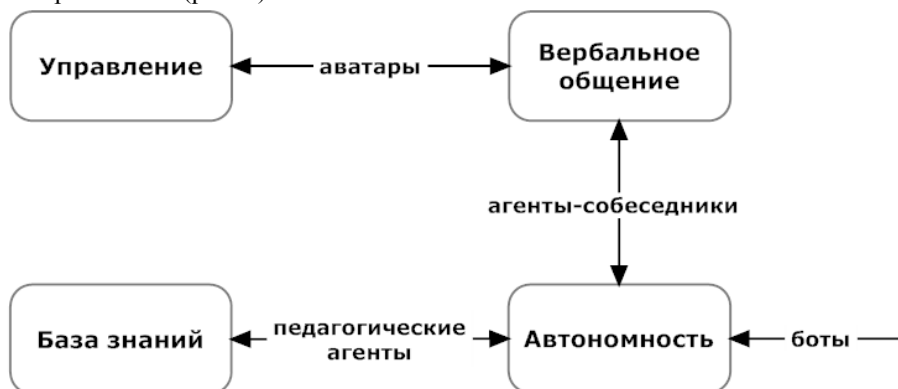 Управление
аватары
Вербальное
общение
агенты-собеседники
База знаний
педагогические
агенты
Автономность
боты